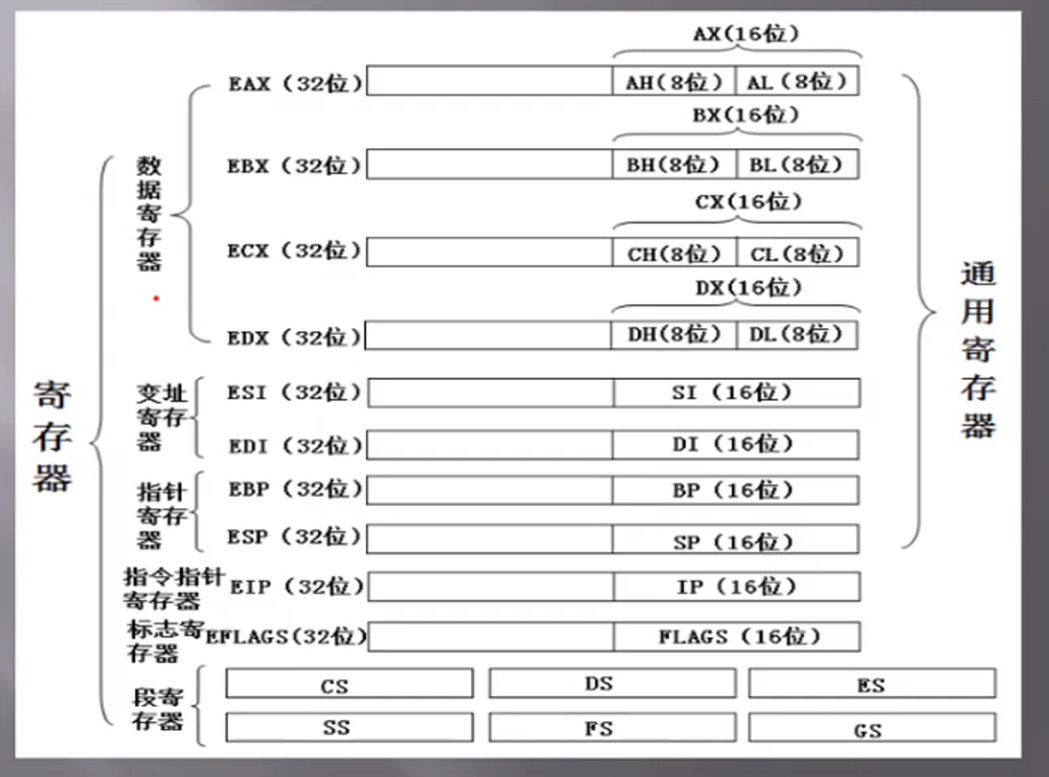 AX(16位)
EAX (32位)
AH(8位)
AL (8位)
BX(16位)
EBX (32位)
BH(8位)
BL(8位)
CX(16位)
ECX (32位)
CH(8位)
CL(8位)
DX(16位)
EDX (32位)
DH(8位)
DL(8位)
数据寄存器
通用寄存器
寄存器
变址
寄存
器
ESI (32位)
SI (16位)
EDI (32位)
DI (16位)
指针
寄存
器
EBP (32位)
BP (16位)
ESP (32位)
SP (16位)
指令指针
寄存器
EIP (32位)
IP (16位)
标志寄
存器
EFLAGS(32位)
FLAGS (16位)
段寄
存器
CS
DS
ES
SS
FS
GS